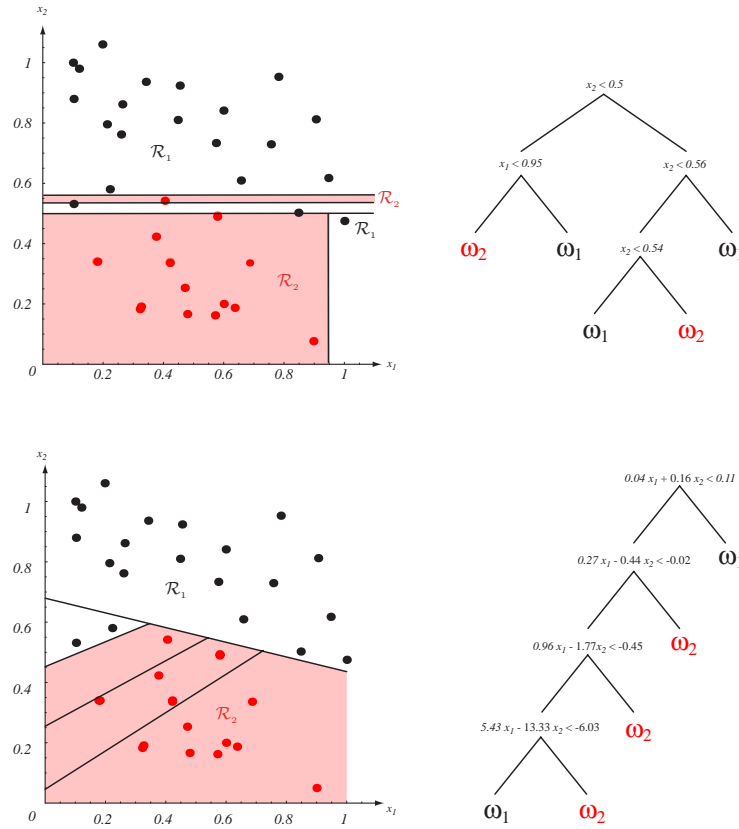 x₂
1
0.8
0.6
0.4
0.2
0
0.2
0.4
0.6
0.8
1
x₁
R₁
R₂
R₁
R₂
x₂ < 0.5
x₁ < 0.95
x₂ < 0.56
ω₂
ω₁
x₂ < 0.54
ω₁
ω₂
x₂
1
0.8
0.6
0.4
0.2
0
0.2
0.4
0.6
0.8
1
x₁
R₁
R₂
0.04 x₁ + 0.16 x₂ < 0.11
0.27 x₁ - 0.44 x₂ < -0.02
ω₂
0.96 x₁ - 1.77x₂ < -0.45
ω₂
5.43 x₁ - 13.33 x₂ < -6.03
ω₁
ω₂